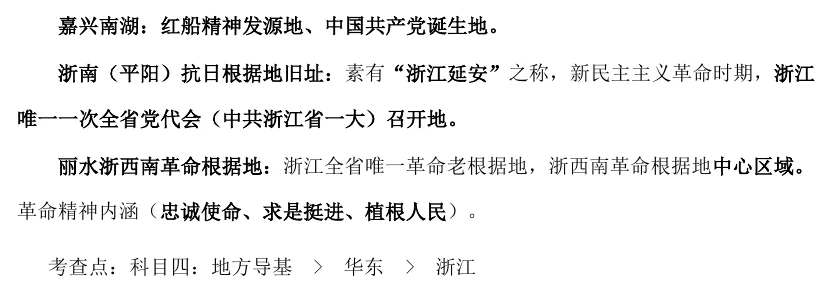 嘉兴南湖：红船精神发源地、中国共产党诞生地。
浙南（平阳）抗日根据地旧址：素有“浙江延安”之称，新民主主义革命时期，浙江
唯一一次全省党代会（中共浙江省一大）召开地。
丽水浙西南革命根据地：浙江全省唯一革命老根据地，浙西南革命根据地中心区域。
革命精神内涵（忠诚使命、求是挺进、植根人民）。
考查点：科目四：地方导基 > 华东 > 浙江